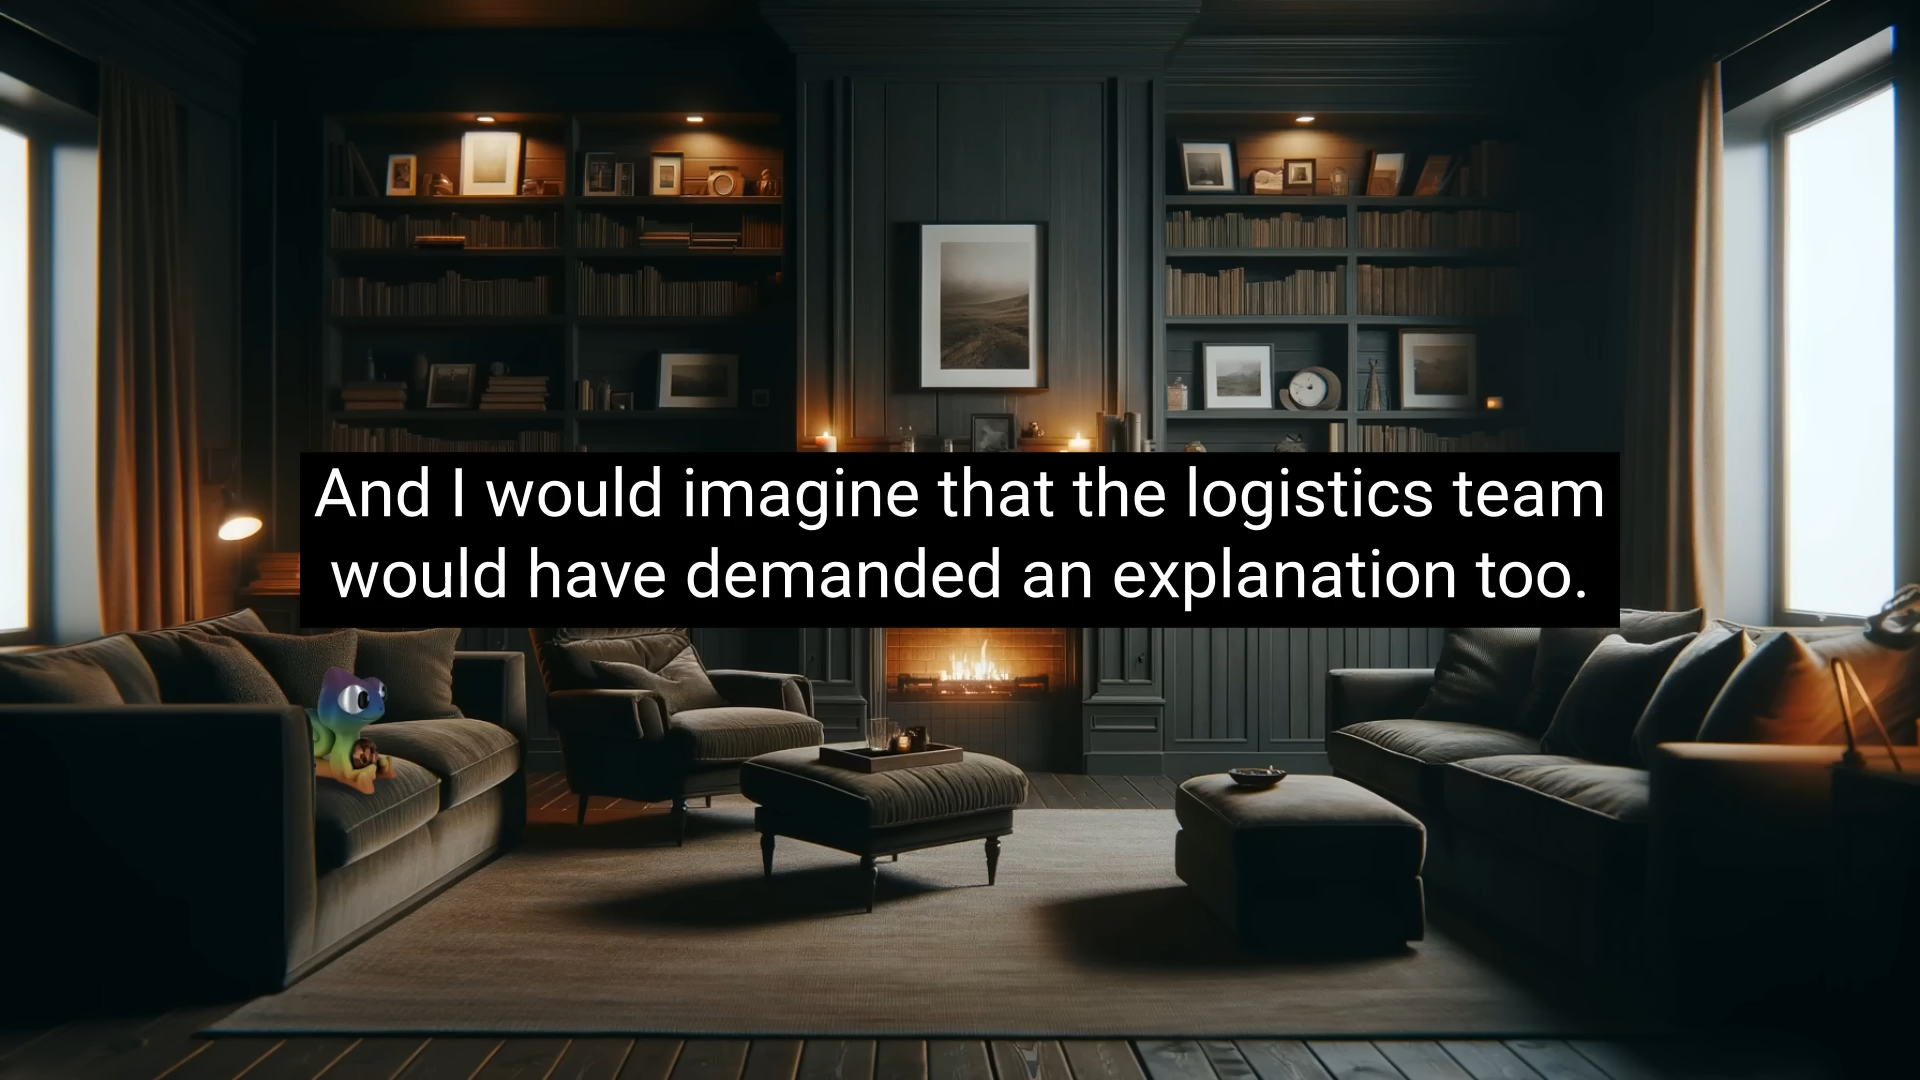 And I would imagine that the logistics team
would have demanded an explanation too.